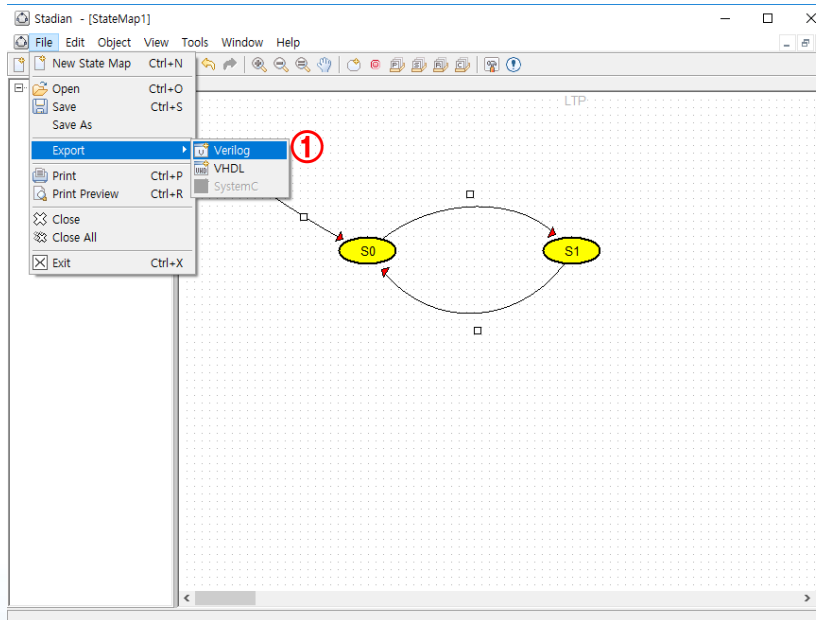 Stadian - [StateMap1]
File Edit Object View Tools Window Help
New State Map Ctrl+N
Open Ctrl+O
Save Ctrl+S
Save As
Export
Print Ctrl+P
Print Preview Ctrl+R
Close
Close All
Exit Ctrl+X
Verilog
VHDL
SystemC
①
LTP
S0
S1